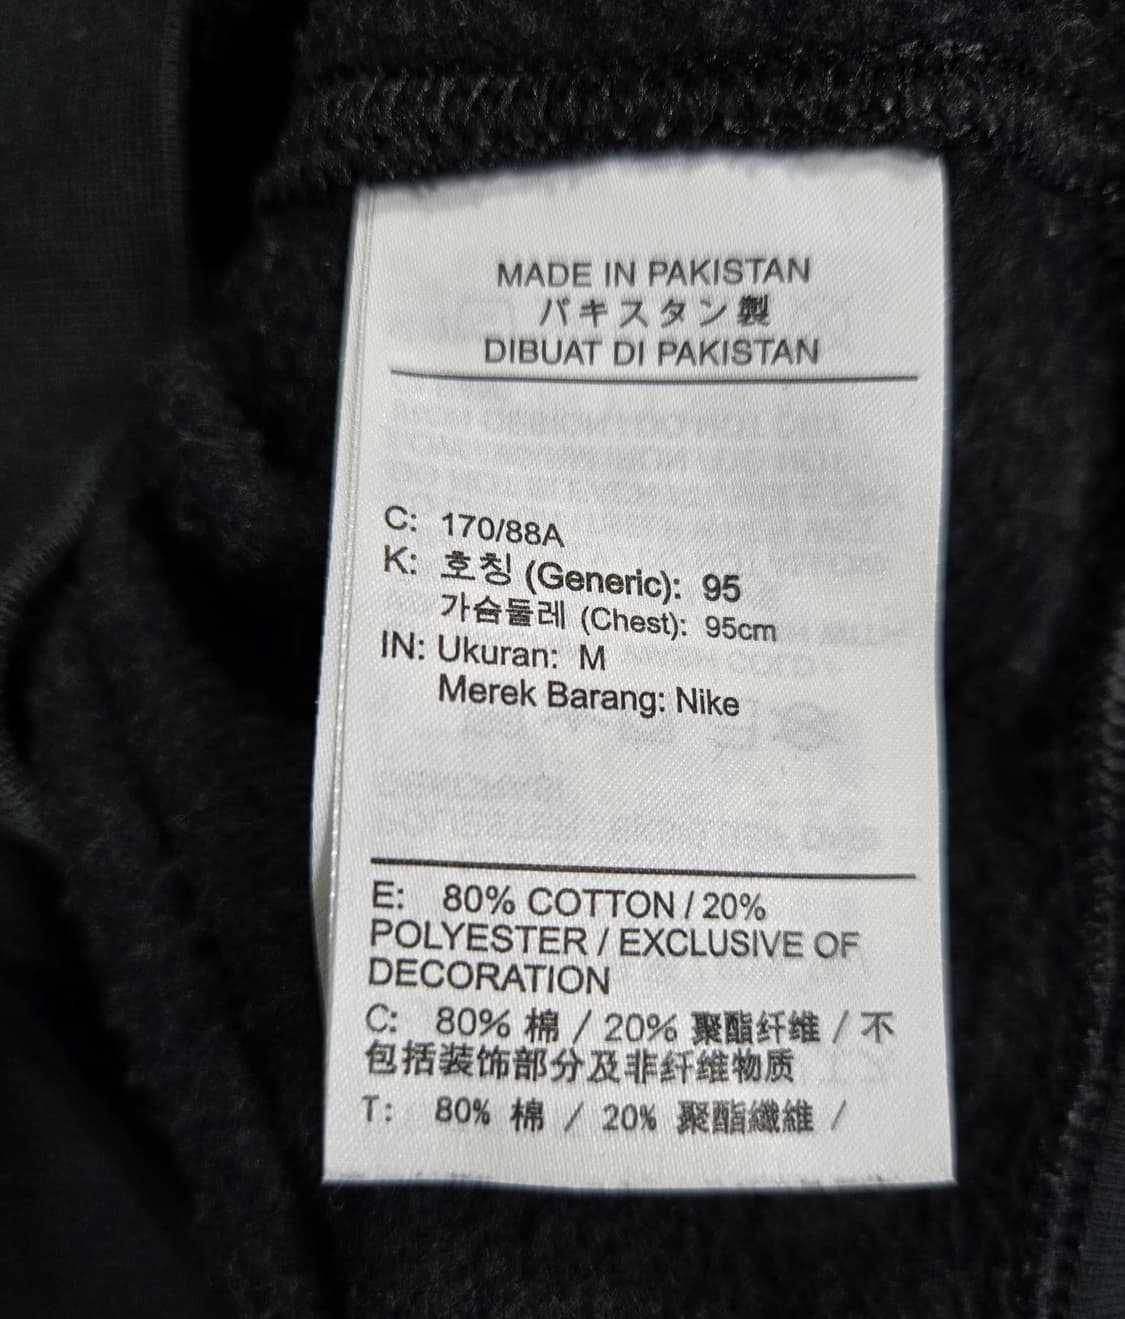 MADE IN PAKISTAN
パキスタン製
DIBUAT DI PAKISTAN
C: 170/88A
K: 호칭 (Generic): 95
가슴둘레 (Chest): 95cm
IN: Ukuran: M
Merek Barang: Nike
E: 80% COTTON / 20%
POLYESTER / EXCLUSIVE OF
DECORATION
C: 80% 棉 / 20% 聚酯纤维 / 不
包括装饰部分及非纤维物质
T: 80% 棉 / 20% 聚酯纖維 /